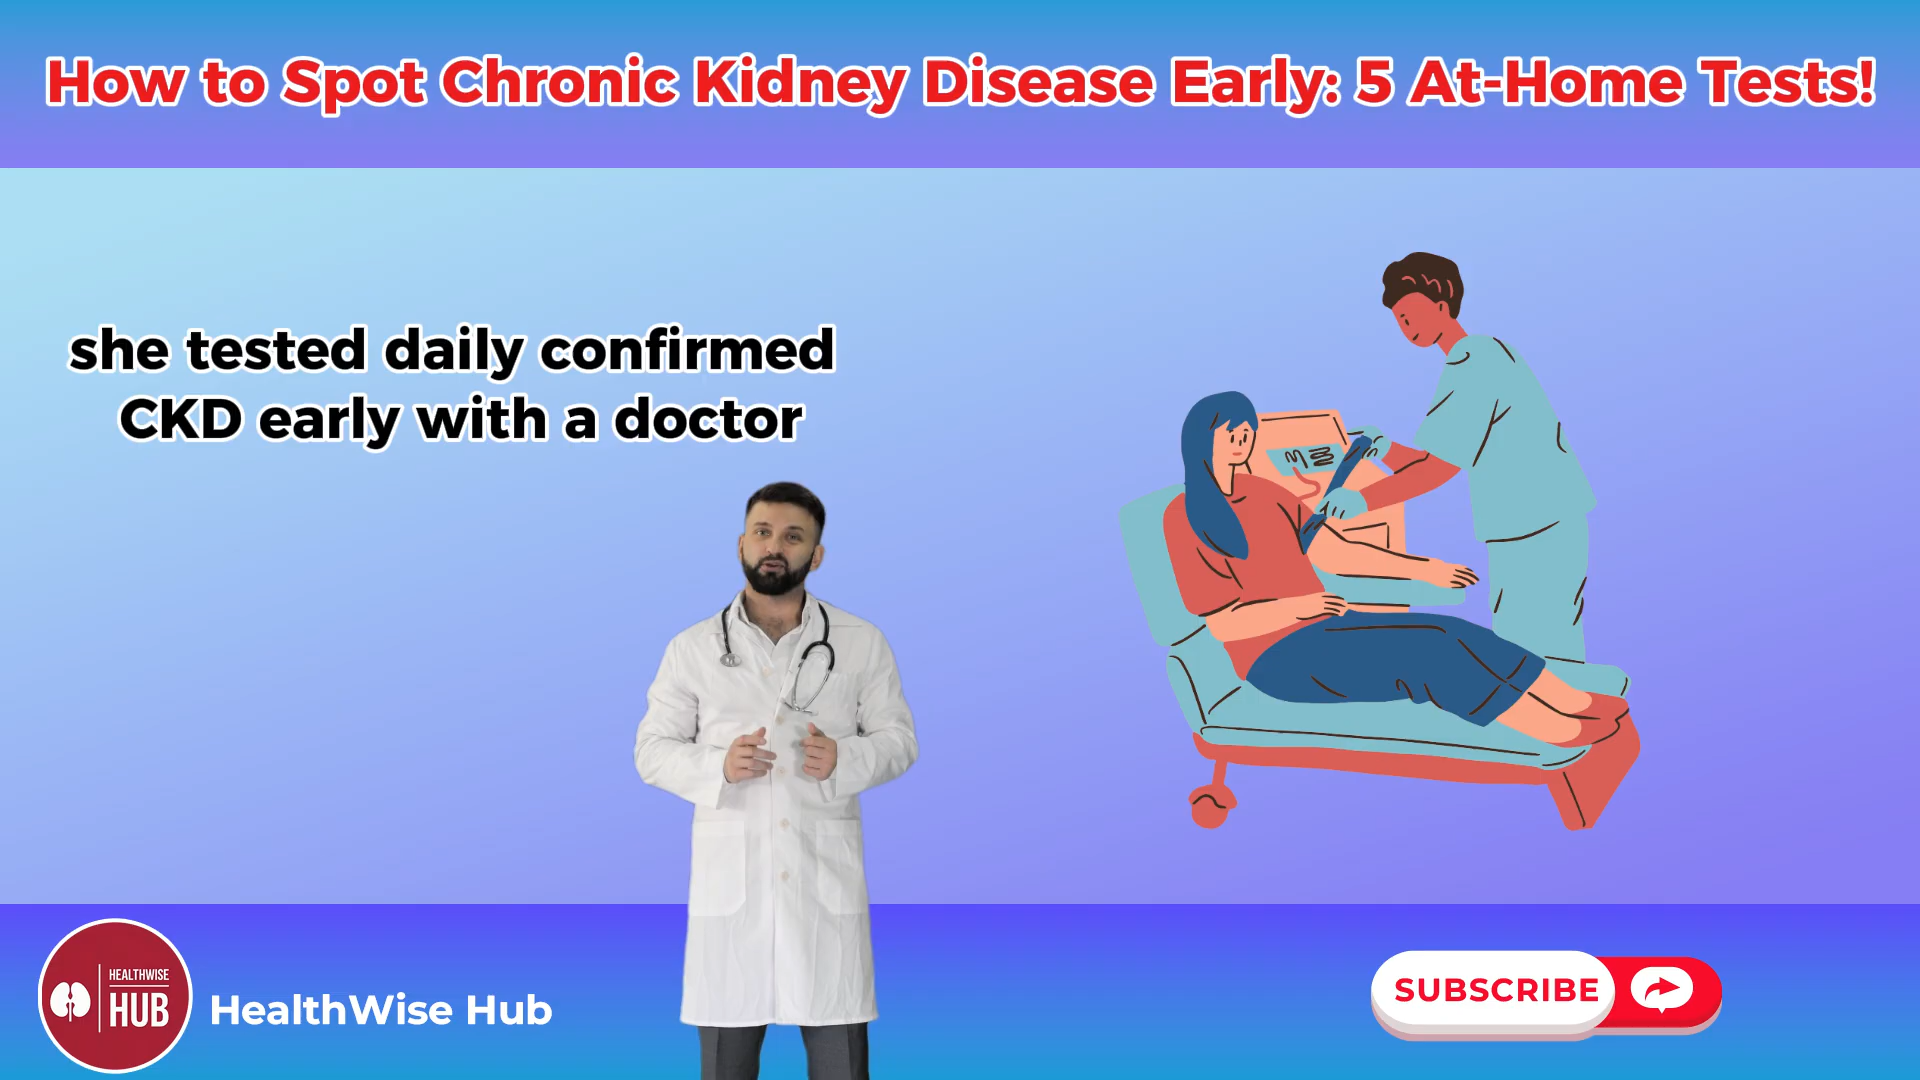 How to Spot Chronic Kidney Disease Early: 5 At-Home Tests!
she tested daily confirmed
CKD early with a doctor
HEALTHWISE
HUB
HealthWise Hub
SUBSCRIBE